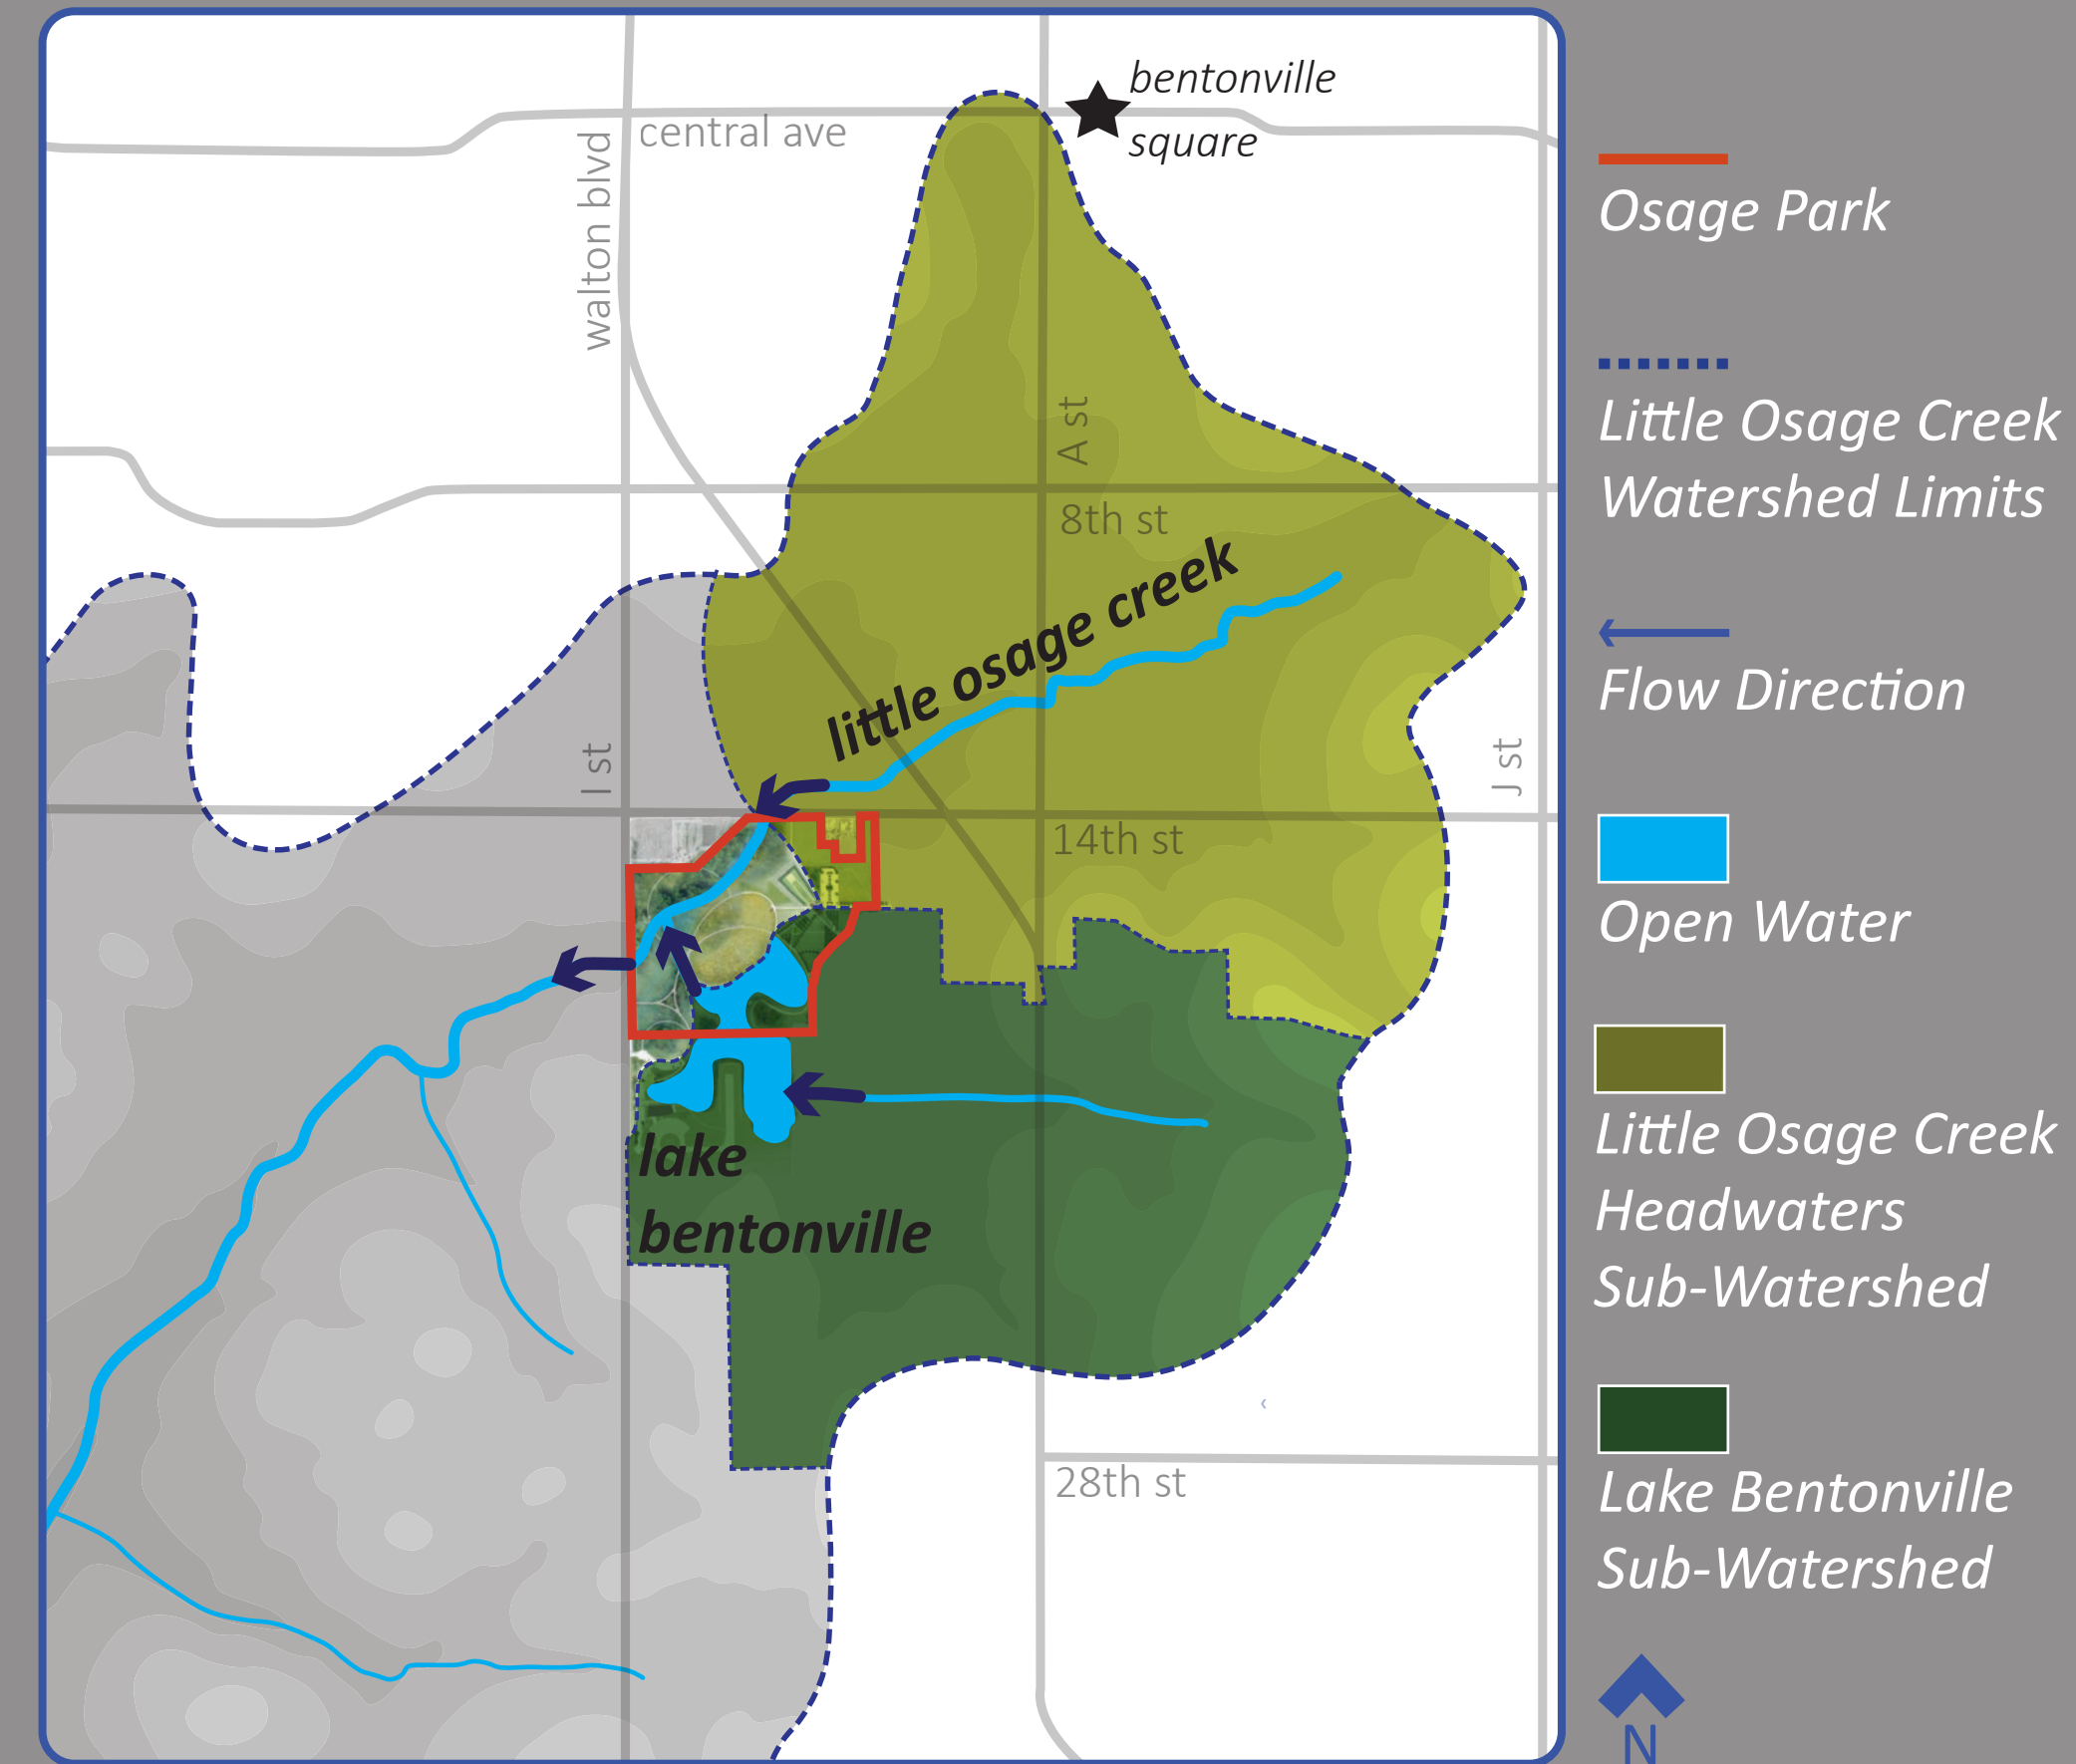 bentonville
square
central ave
walton blvd
A st
8th st
little osage creek
I st
J st
14th st
lake
bentonville
28th st
Osage Park
Little Osage Creek
Watershed Limits
Flow Direction
Open Water
Little Osage Creek
Headwaters
Sub-Watershed
Lake Bentonville
Sub-Watershed
N